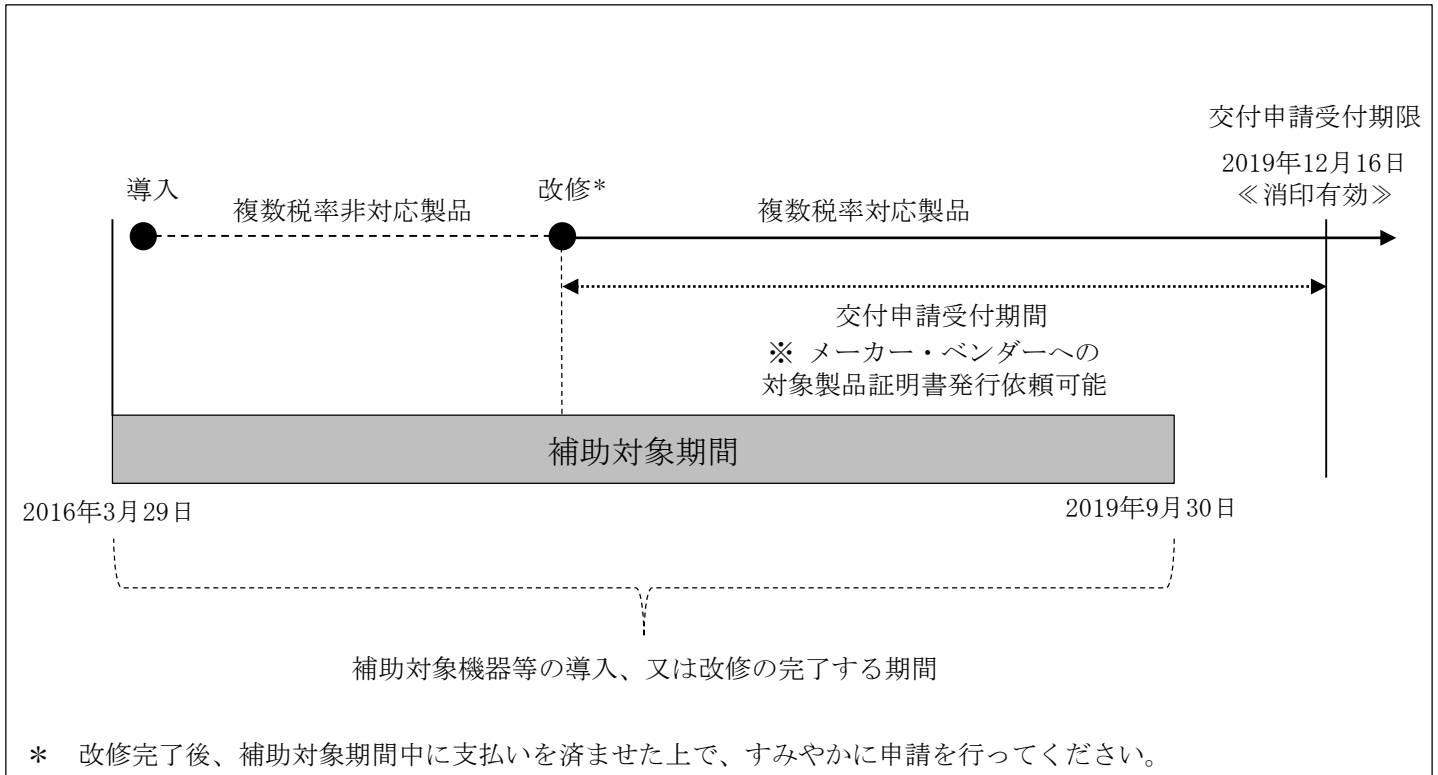 交付申請受付期限
2019年12月16日
≪消印有効≫
導入
複数税率非対応製品
改修*
複数税率対応製品
交付申請受付期間
※ メーカー・ベンダーへの
対象製品証明書発行依頼可能
補助対象期間
2016年3月29日
2019年9月30日
補助対象機器等の導入、又は改修の完了する期間
* 改修完了後、補助対象期間中に支払いを済ませた上で、すみやかに申請を行ってください。